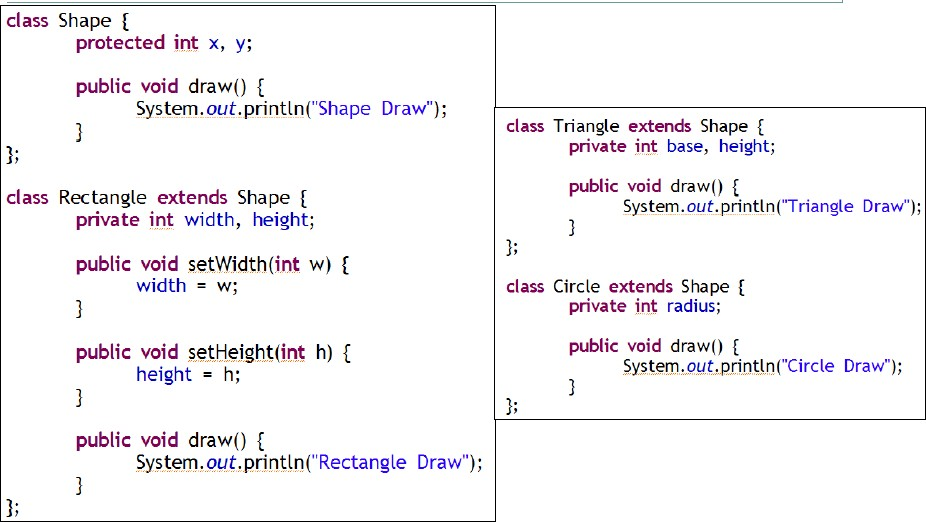 class Shape {
protected int x, y;
public void draw() {
System.out.println("Shape Draw");
}
};
class Rectangle extends Shape {
private int width, height;
public void setWidth(int w) {
width = w;
}
public void setHeight(int h) {
height = h;
}
public void draw() {
System.out.println("Rectangle Draw");
}
};
class Triangle extends Shape {
private int base, height;
public void draw() {
System.out.println("Triangle Draw");
}
};
class Circle extends Shape {
private int radius;
public void draw() {
System.out.println("Circle Draw");
}
};